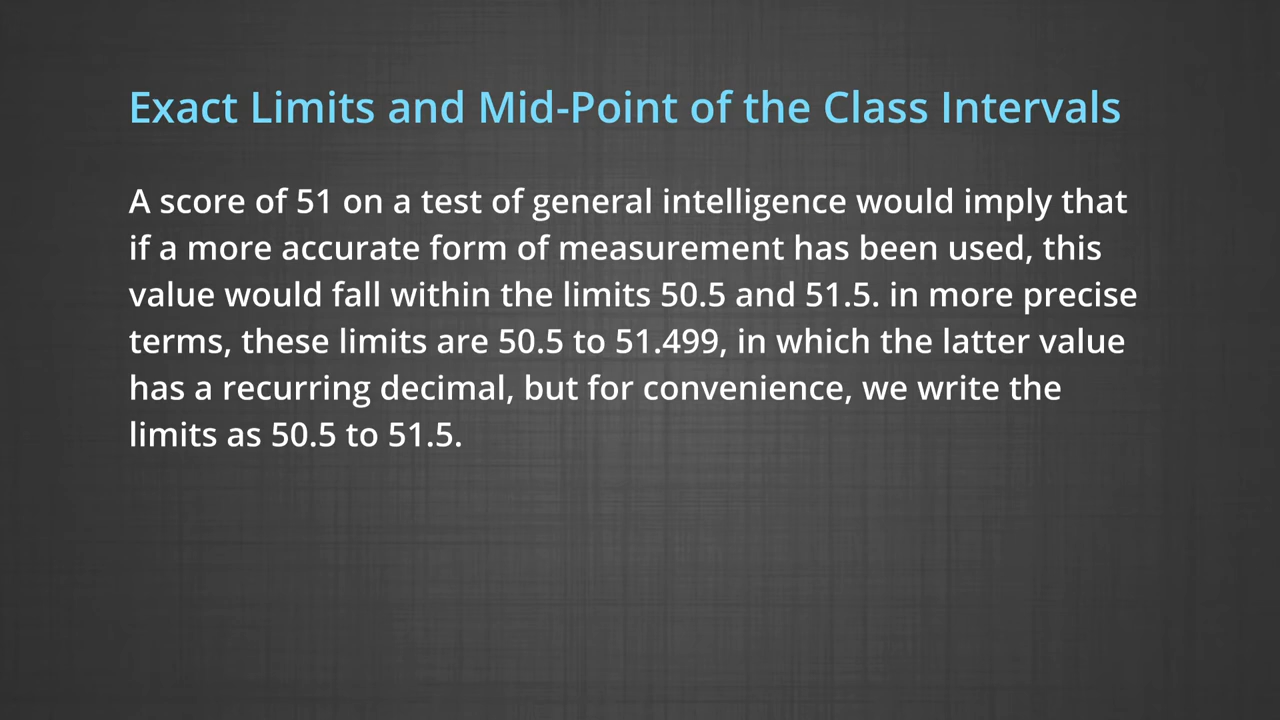 Exact Limits and Mid-Point of the Class Intervals
A score of 51 on a test of general intelligence would imply that
if a more accurate form of measurement has been used, this
value would fall within the limits 50.5 and 51.5. in more precise
terms, these limits are 50.5 to 51.499, in which the latter value
has a recurring decimal, but for convenience, we write the
limits as 50.5 to 51.5.